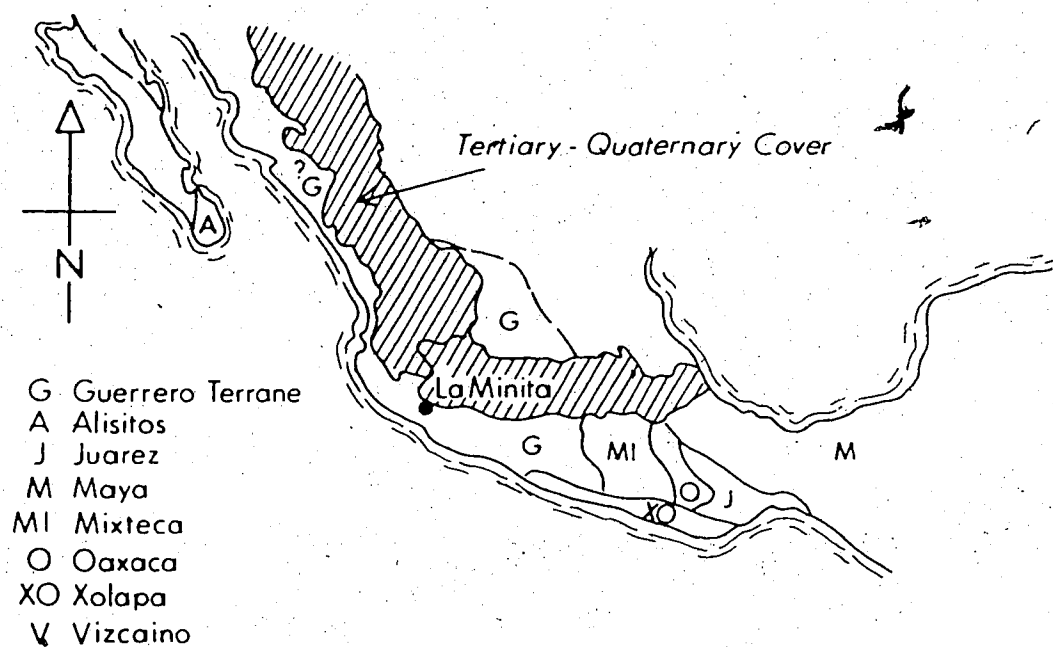 Tertiary - Quaternary Cover
? G
A
N
G
La Minita
G
MI
M
O
J
XO
G Guerrero Terrane
A Alisitos
J Juarez
M Maya
MI Mixteca
O Oaxaca
XO Xolapa
V Vizcaino